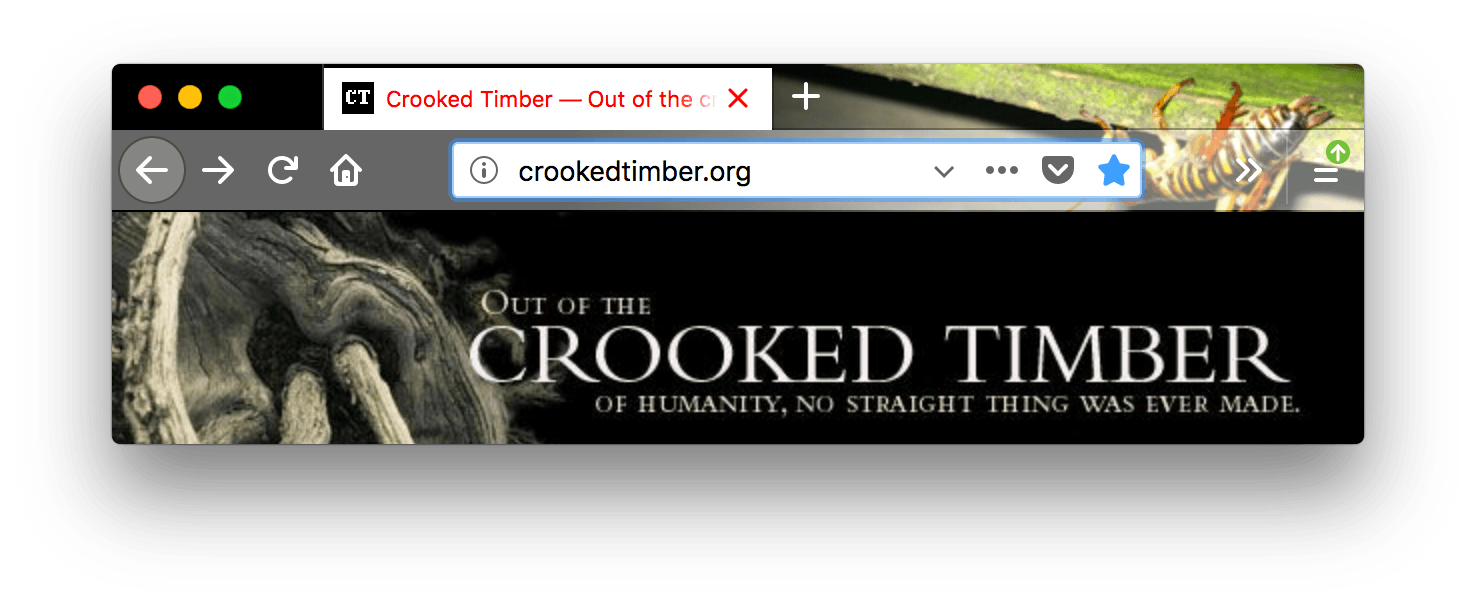 CT
Crooked Timber — Out of the cr
crookedtimber.org
OUT OF THE
CROOKED TIMBER
OF HUMANITY, NO STRAIGHT THING WAS EVER MADE.